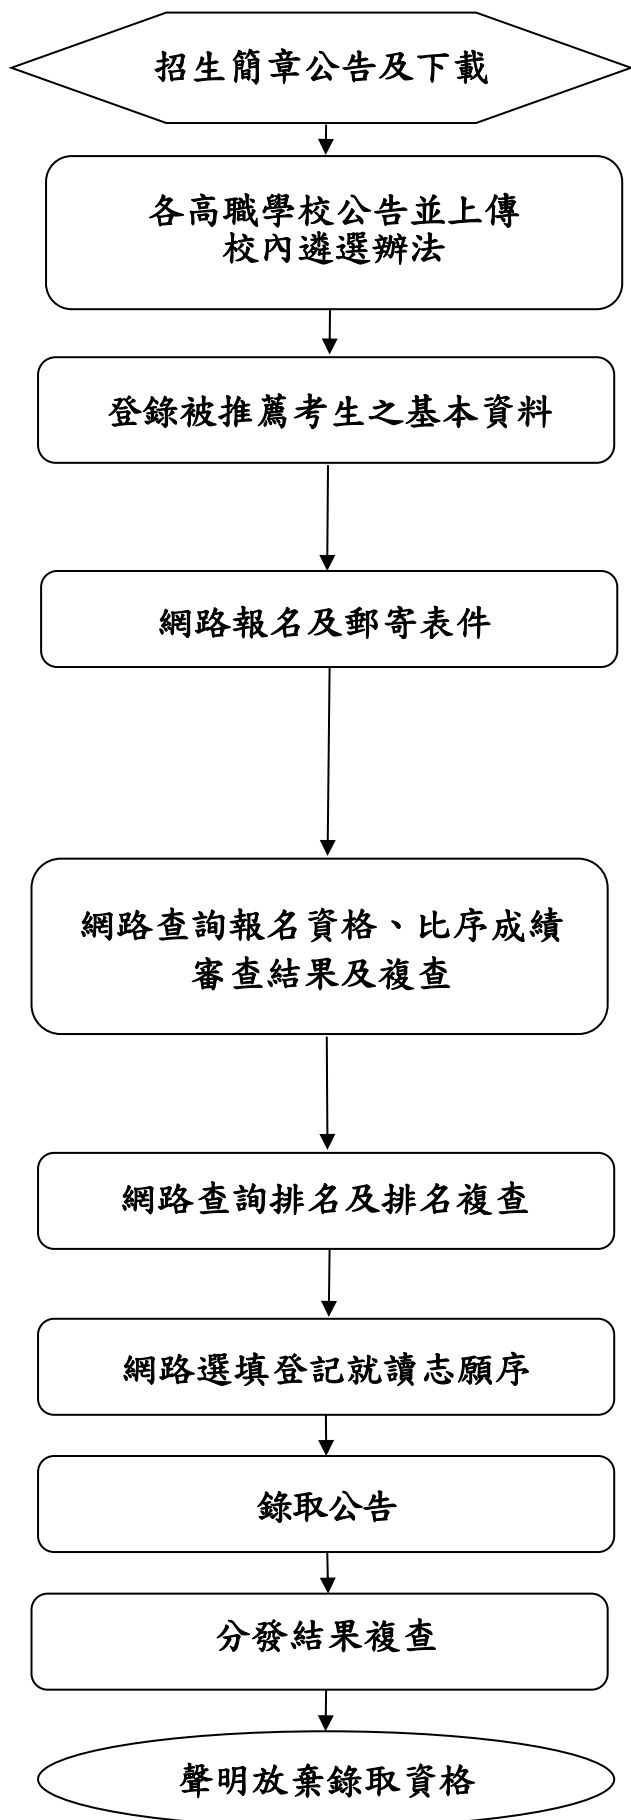 招生簡章公告及下載
各高職學校公告並上傳
校內遴選辦法
登錄被推薦考生之基本資料
網路報名及郵寄表件
網路查詢報名資格、比序成績
審查結果及複查
網路查詢排名及排名複查
網路選填登記就讀志願序
錄取公告
分發結果複查
聲明放棄錄取資格